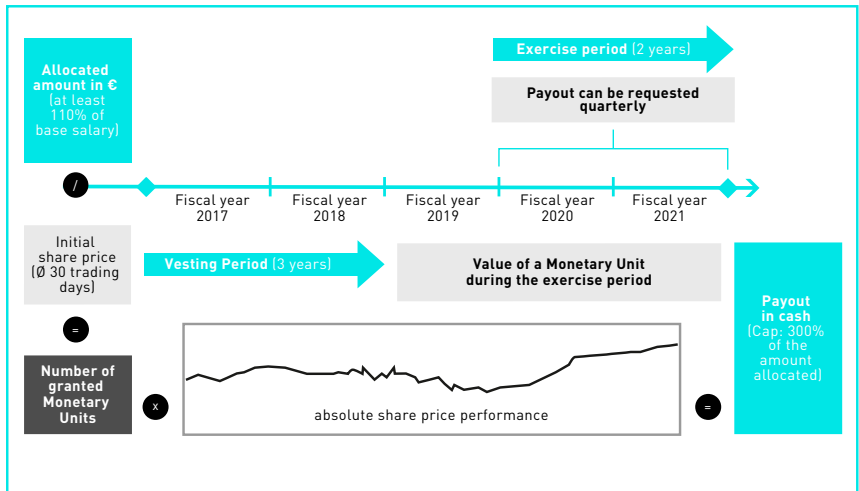 Allocated
amount in €
(at least
110% of
base salary)
Exercise period (2 years)
Payout can be requested
quarterly
/
Fiscal year
2017
Fiscal year
2018
Fiscal year
2019
Fiscal year
2020
Fiscal year
2021
Initial
share price
(Ø 30 trading
days)
Vesting Period (3 years)
Value of a Monetary Unit
during the exercise period
Payout
in cash
(Cap: 300%
of the
amount
allocated)
=
Number of
granted
Monetary
Units
x
absolute share price performance
=